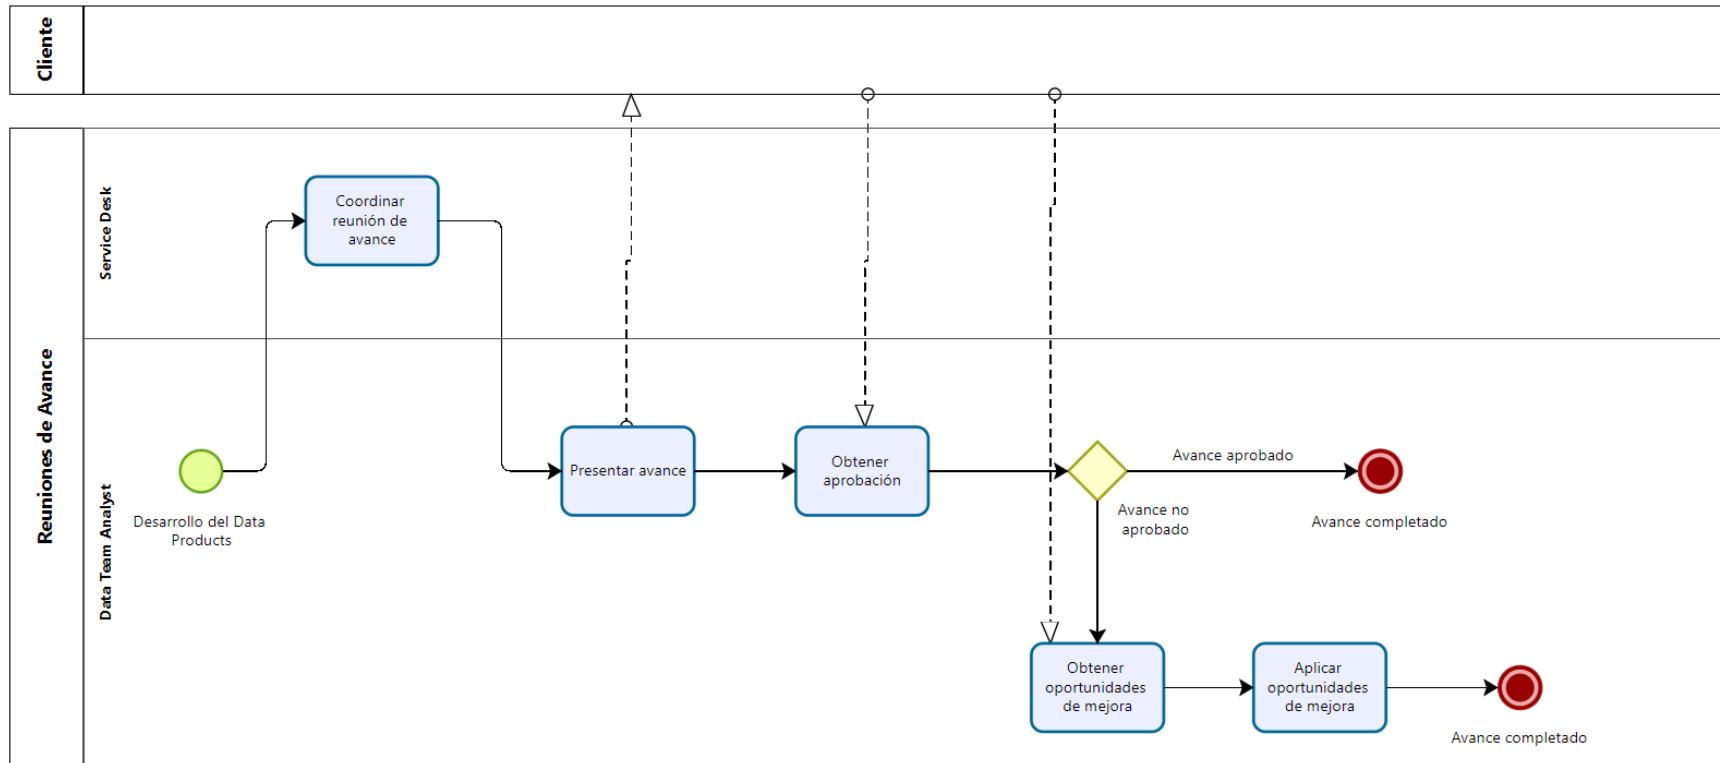 Cliente
Reuniones de Avance
Service Desk
Coordinar
reunión de
avance
Data Team Analyst
Desarrollo del Data
Products
Presentar avance
Obtener
aprobación
Avance aprobado
Avance no
aprobado
Avance completado
Obtener
oportunidades
de mejora
Aplicar
oportunidades
de mejora
Avance completado